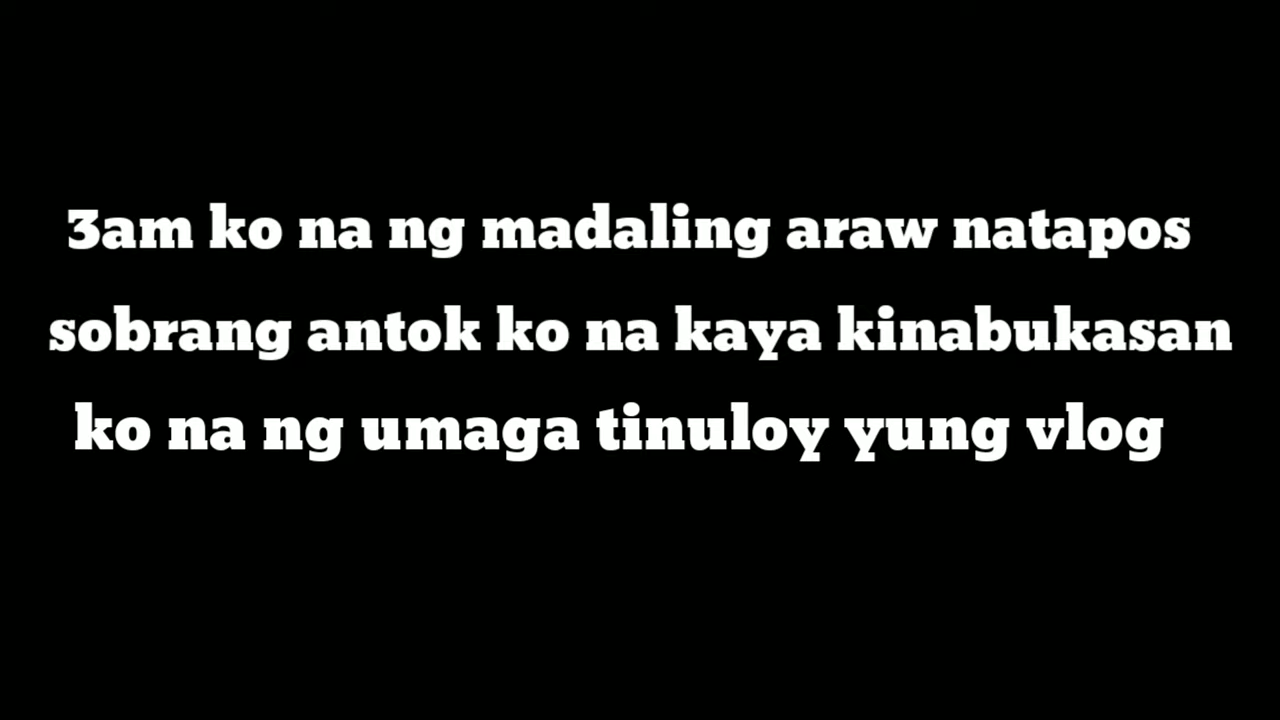 3am ko na ng madaling araw natapos
sobrang antok ko na kaya kinabukasan
ko na ng umaga tinuloy yung vlog